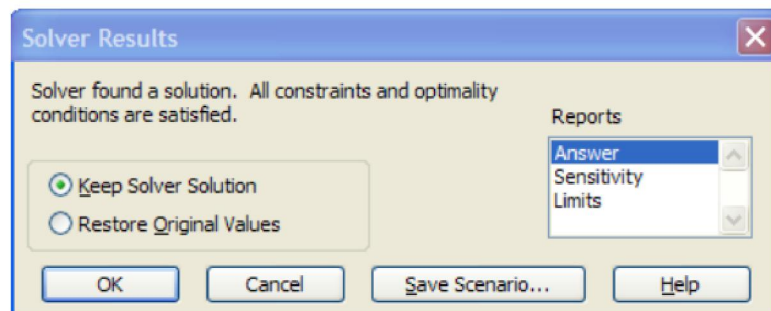 Solver Results
Solver found a solution. All constraints and optimality
conditions are satisfied.
Reports
Answer
Sensitivity
Limits
Keep Solver Solution
Restore Original Values
OK
Cancel
Save Scenario...
Help